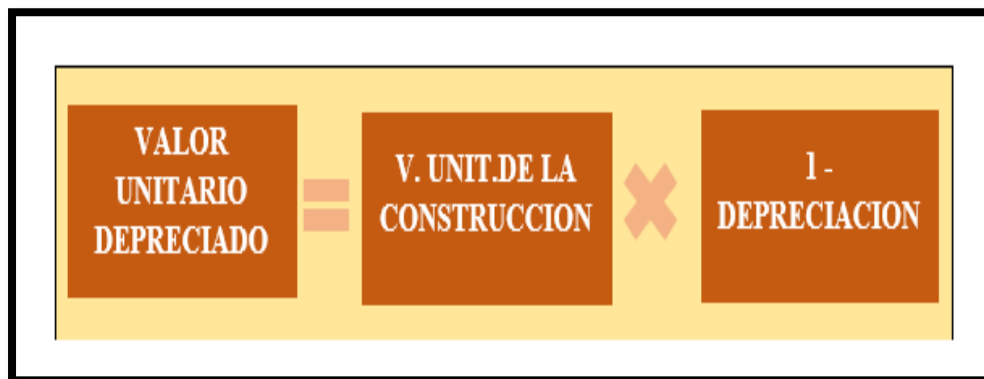 VALOR
UNITARIO
DEPRECIADO
=
V. UNIT.DE LA
CONSTRUCCION
×
1 -
DEPRECIACION